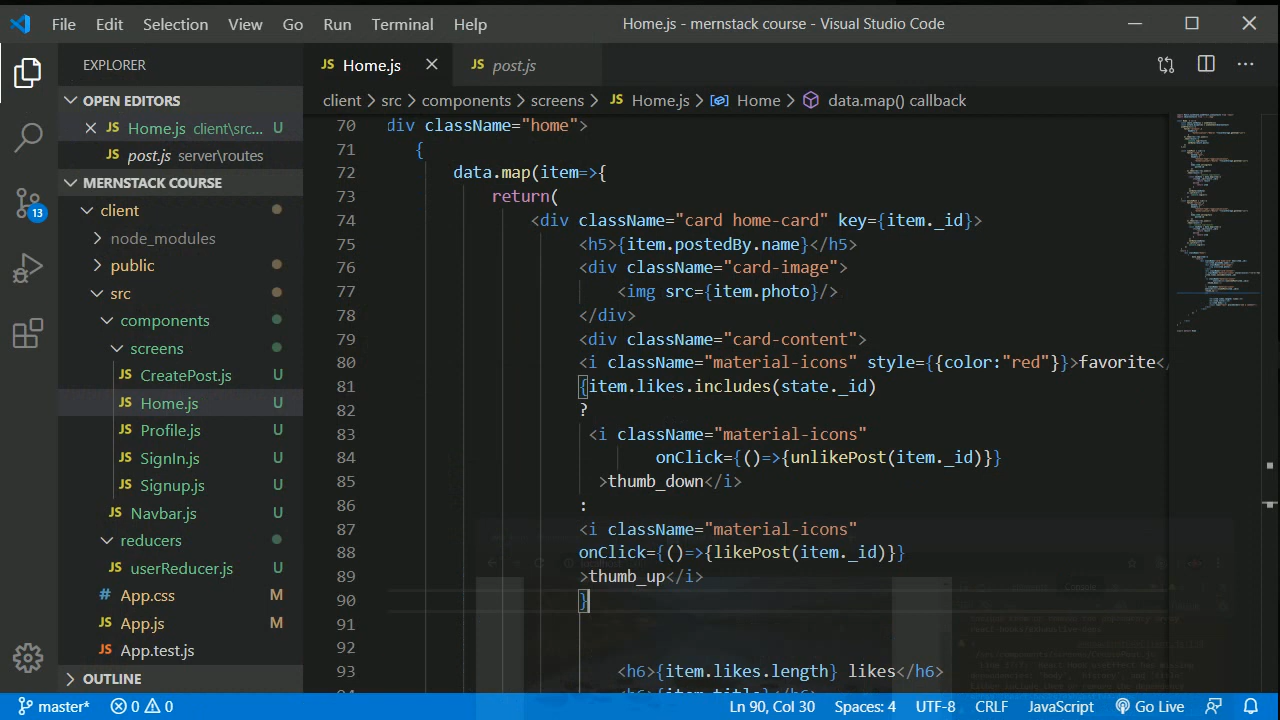 File Edit Selection View Go Run Terminal Help Home.js - mernstack course - Visual Studio Code
EXPLORER
OPEN EDITORS
JS Home.js client\src... U
JS post.js server\routes
MERNSTACK COURSE
client
node_modules
public
src
components
screens
JS CreatePost.js U
JS Home.js U
JS Profile.js U
JS SignIn.js U
JS Signup.js U
JS Navbar.js U
reducers
JS userReducer.js U
# App.css M
JS App.js M
JS App.test.js
OUTLINE
13
JS Home.js JS post.js
client > src > components > screens > JS Home.js > Home > data.map() callback
70 div className="home">
71 {
72 data.map(item=>{
73 return(
74 <div className="card home-card" key={item._id}>
75 <h5>{item.postedBy.name}</h5>
76 <div className="card-image">
77 <img src={item.photo}/>
78 </div>
79 <div className="card-content">
80 <i className="material-icons" style={{color:"red"}}>favorite</
81 {item.likes.includes(state._id)
82 ?
83 <i className="material-icons"
84 onClick={()=>{unlikePost(item._id)}}
85 >thumb_down</i>
86 :
87 <i className="material-icons"
88 onClick={()=>{likePost(item._id)}}
89 >thumb_up</i>
90 }
91
92
93 <h6>{item.likes.length} likes</h6>
94 <h6>{item.title}</h6>
master* 0 0 Ln 90, Col 30 Spaces: 4 UTF-8 CRLF JavaScript Go Live